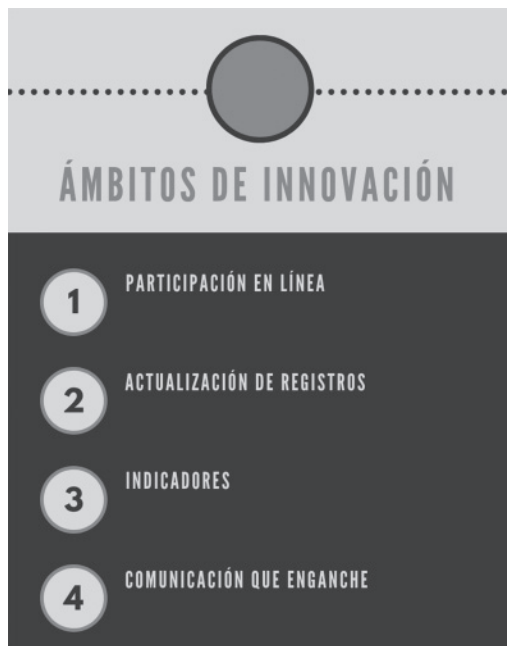 ÁMBITOS DE INNOVACIÓN
1 PARTICIPACIÓN EN LÍNEA
2 ACTUALIZACIÓN DE REGISTROS
3 INDICADORES
4 COMUNICACIÓN QUE ENGANCHE